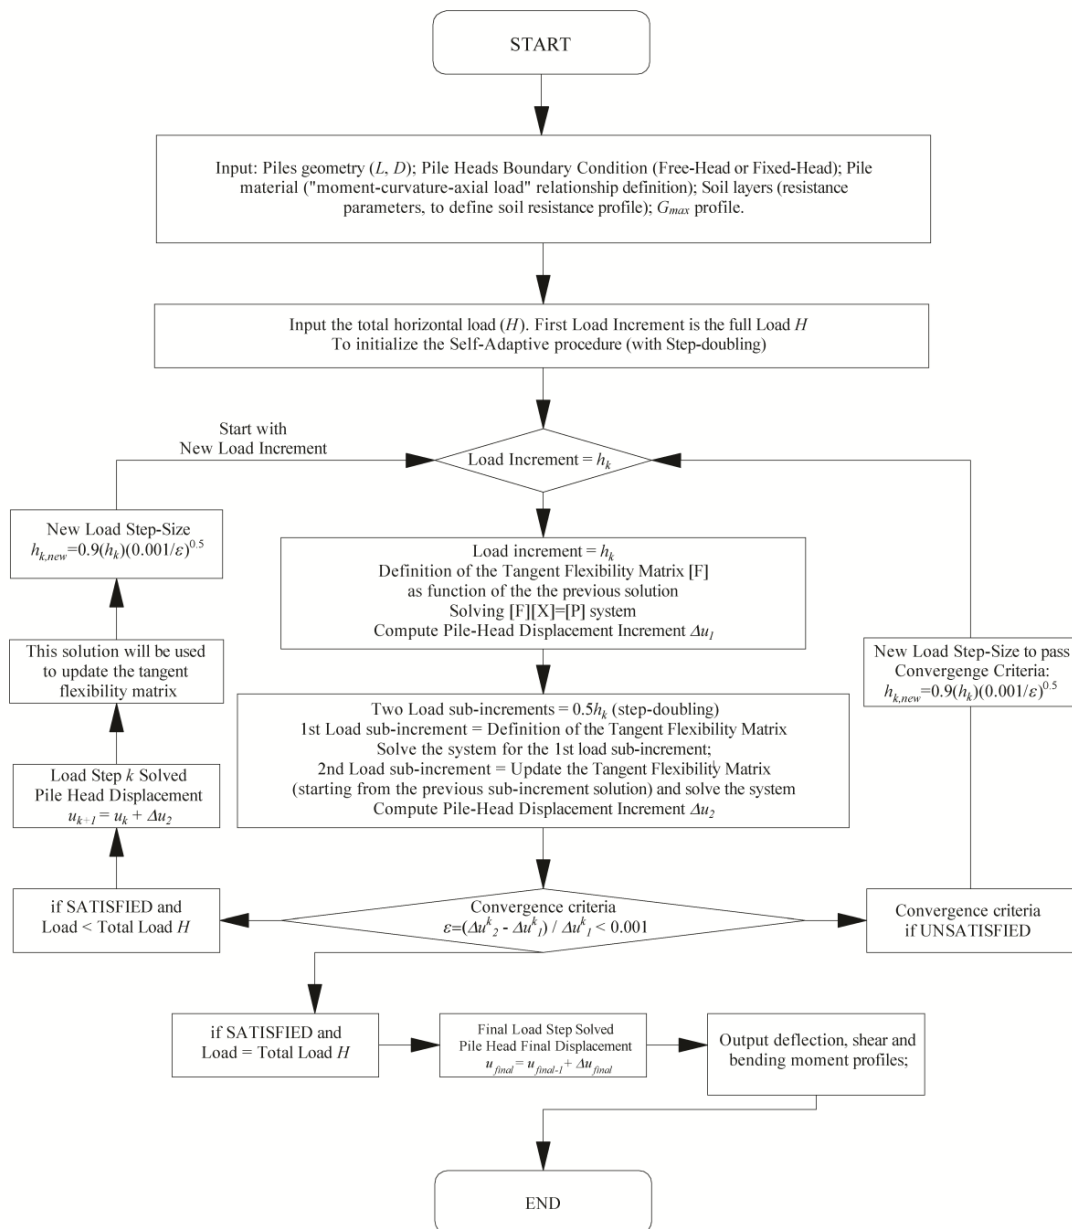 START
Input: Piles geometry (L, D); Pile Heads Boundary Condition (Free-Head or Fixed-Head); Pile
material ("moment-curvature-axial load" relationship definition); Soil layers (resistance
parameters, to define soil resistance profile); Gmax profile.
Input the total horizontal load (H). First Load Increment is the full Load H
To initialize the Self-Adaptive procedure (with Step-doubling)
Start with
New Load Increment
Load Increment = hk
New Load Step-Size
hk,new=0.9(hk)(0.001/ε)^0.5
Load increment = hk
Definition of the Tangent Flexibility Matrix [F]
as function of the the previous solution
Solving [F][X]=[P] system
Compute Pile-Head Displacement Increment Δu1
This solution will be used
to update the tangent
flexibility matrix
New Load Step-Size to pass
Convergenge Criteria:
hk,new=0.9(hk)(0.001/ε)^0.5
Two Load sub-increments = 0.5hk (step-doubling)
1st Load sub-increment = Definition of the Tangent Flexibility Matrix
Solve the system for the 1st load sub-increment;
2nd Load sub-increment = Update the Tangent Flexibility Matrix
(starting from the previous sub-increment solution) and solve the system
Compute Pile-Head Displacement Increment Δu2
Load Step k Solved
Pile Head Displacement
uk+1 = uk + Δu2
if SATISFIED and
Load < Total Load H
Convergence criteria
ε=(Δu^k2 - Δu^k1) / Δu^k1 < 0.001
Convergence criteria
if UNSATISFIED
if SATISFIED and
Load = Total Load H
Final Load Step Solved
Pile Head Final Displacement
ufinal = ufinal-1 + Δufinal
Output deflection, shear and
bending moment profiles;
END